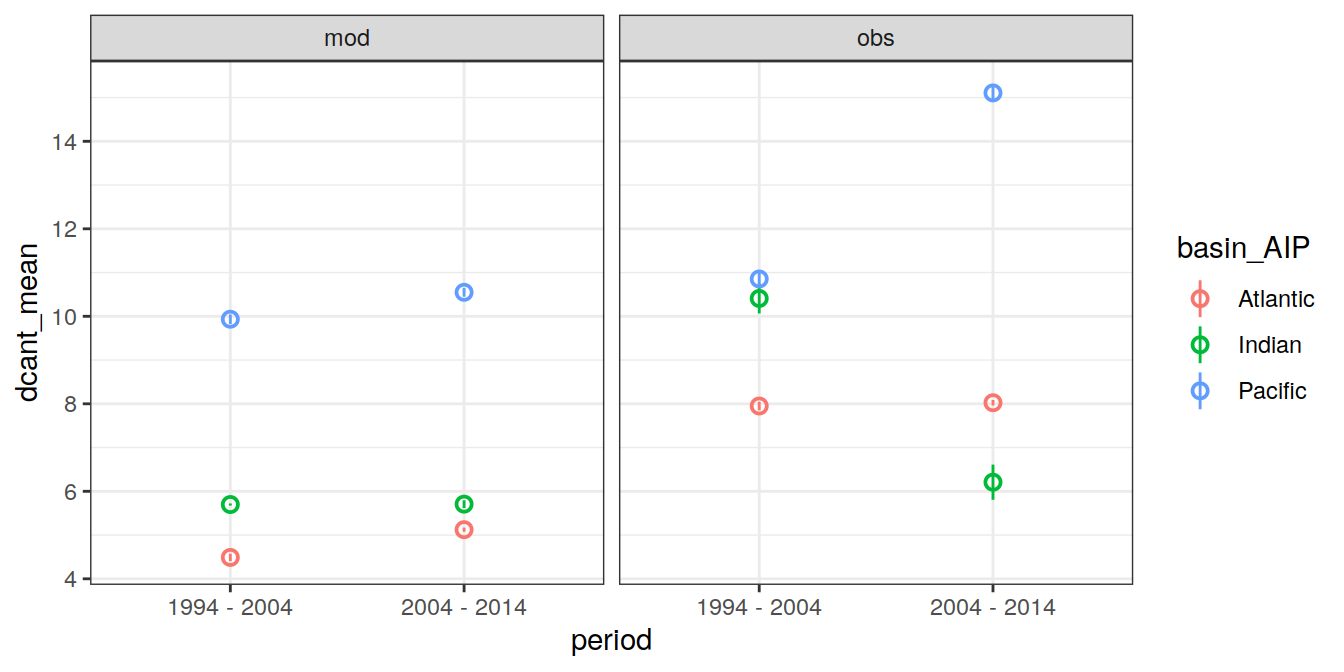 mod
obs
dcant_mean
14
12
10
8
6
4
1994 - 2004
2004 - 2014
1994 - 2004
2004 - 2014
period
basin_AIP
Atlantic
Indian
Pacific